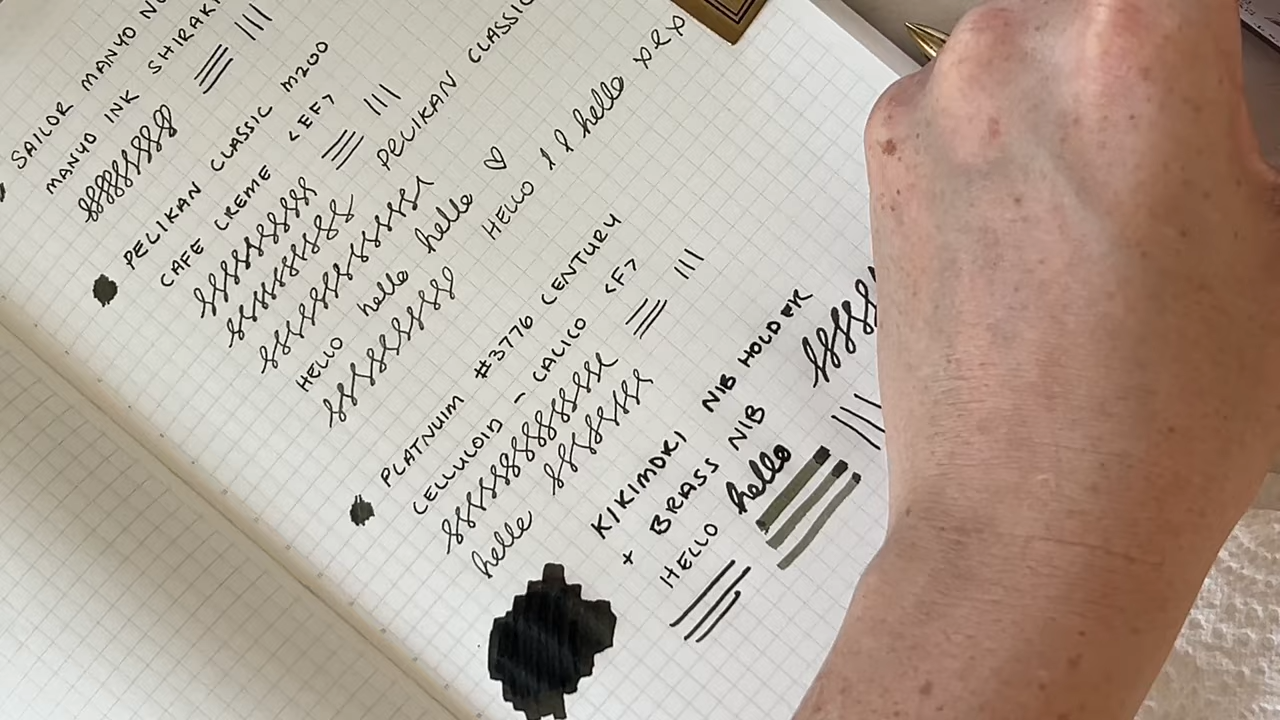 SAILOR MANYO
MANYO INK
PELIKAN CLASSIC M200
CAFE CREME <EF>
PELIKAN CLASSIC
HELLO hello hello ♡
HELLO hello
PLATNUIM #3776 CENTURY
CELLULOID - CALICO <F>
hello
KIKIMORI NIB HOLDER
+ BRASS NIB
HELLO hello